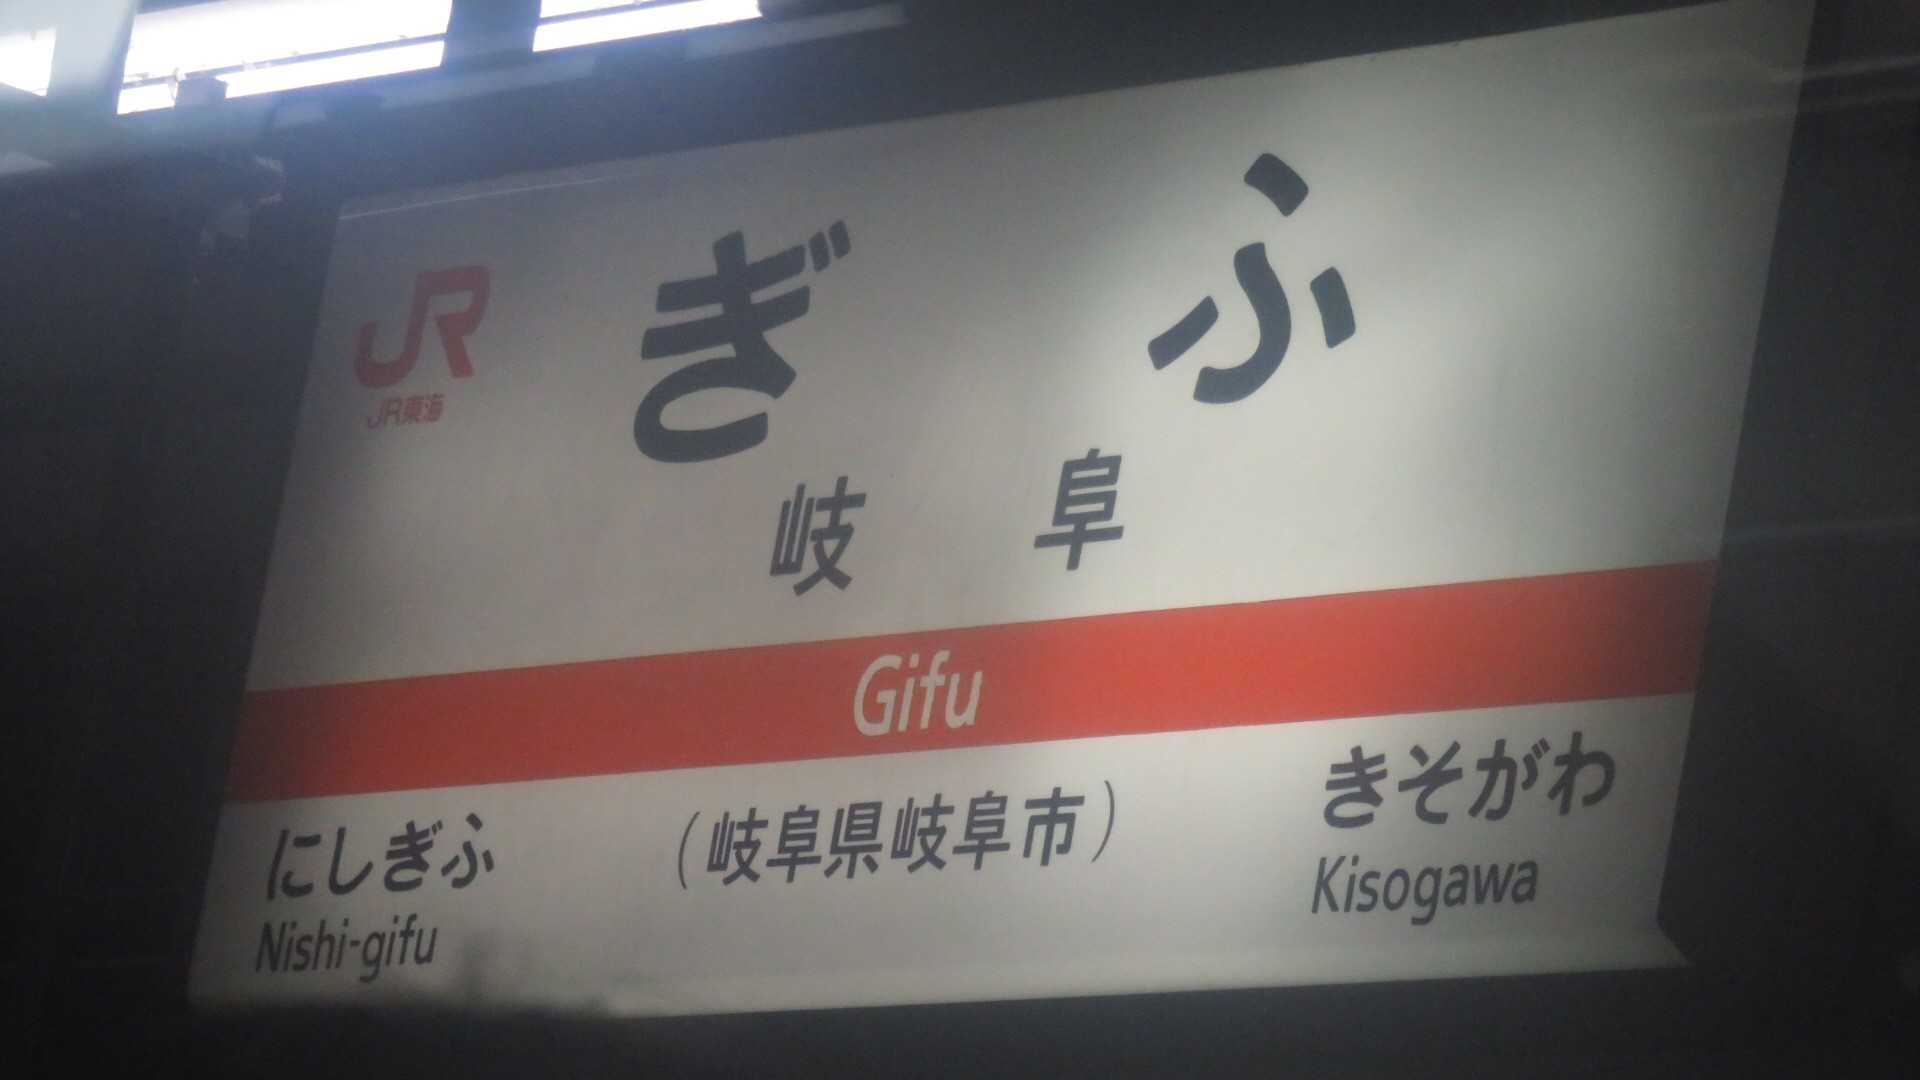 JR
JR東海
ぎふ
岐阜
Gifu
にしぎふ
Nishi-gifu
(岐阜県岐阜市)
きそがわ
Kisogawa